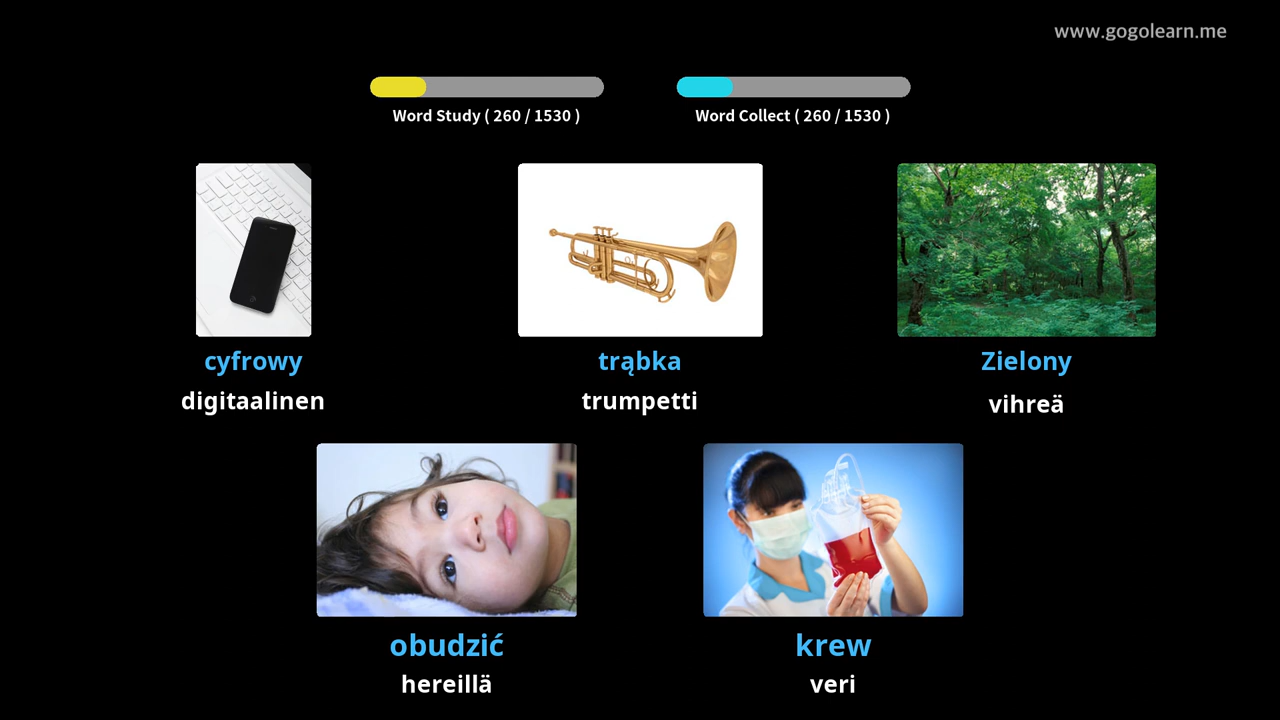 www.gogolearn.me
Word Study ( 260 / 1530 )
Word Collect ( 260 / 1530 )
cyfrowy
digitaalinen
trąbka
trumpetti
Zielony
vihreä
obudzić
hereillä
krew
veri